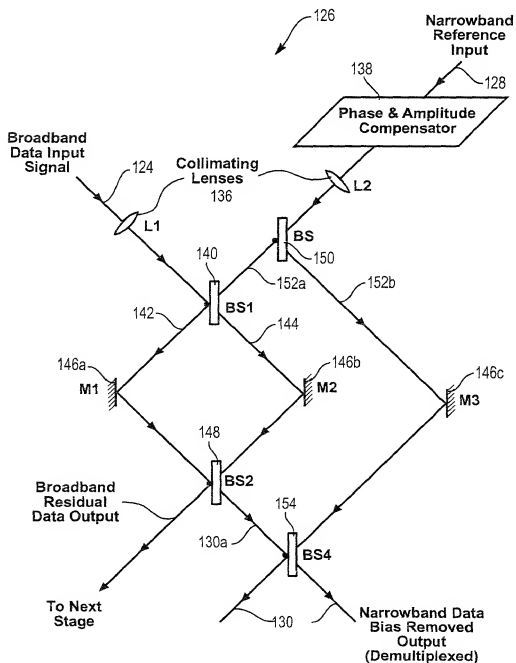 126
Narrowband
Reference
Input
138
128
Phase & Amplitude
Compensator
Broadband
Data Input
Signal
124
Collimating
Lenses
136
L1
L2
BS
150
140
152a
152b
BS1
142
144
146a
146b
146c
M1
M2
M3
148
BS2
Broadband
Residual
Data Output
154
130a
BS4
To Next
Stage
130
Narrowband Data
Bias Removed
Output
(Demultiplexed)